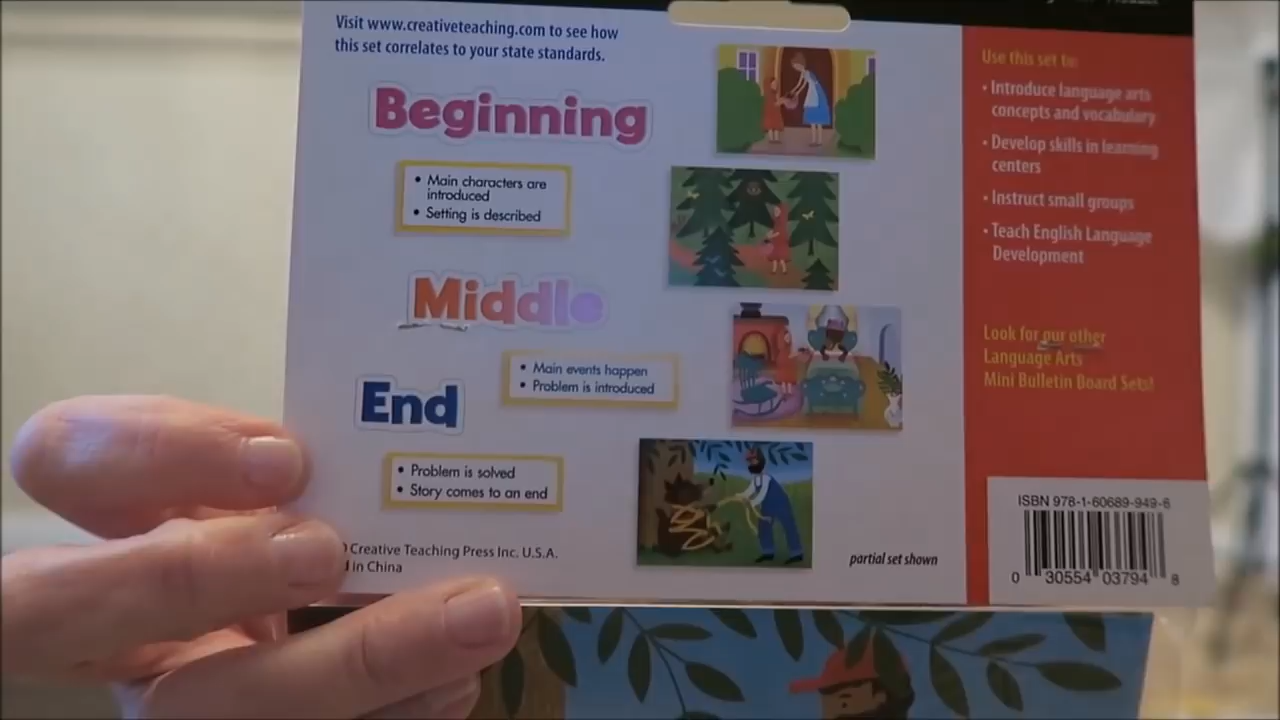 Visit www.creativeteaching.com to see how
this set correlates to your state standards.
Beginning
• Main characters are
introduced
• Setting is described
Middle
• Main events happen
• Problem is introduced
End
• Problem is solved
• Story comes to an end
Creative Teaching Press Inc. U.S.A.
in China
partial set shown
Use this set to:
• Introduce language arts
concepts and vocabulary
• Develop skills in learning
centers
• Instruct small groups
• Teach English Language
Development
Look for our other
Language Arts
Mini Bulletin Board Sets!
ISBN 978-1-60689-949-6
0 30554 03794 8